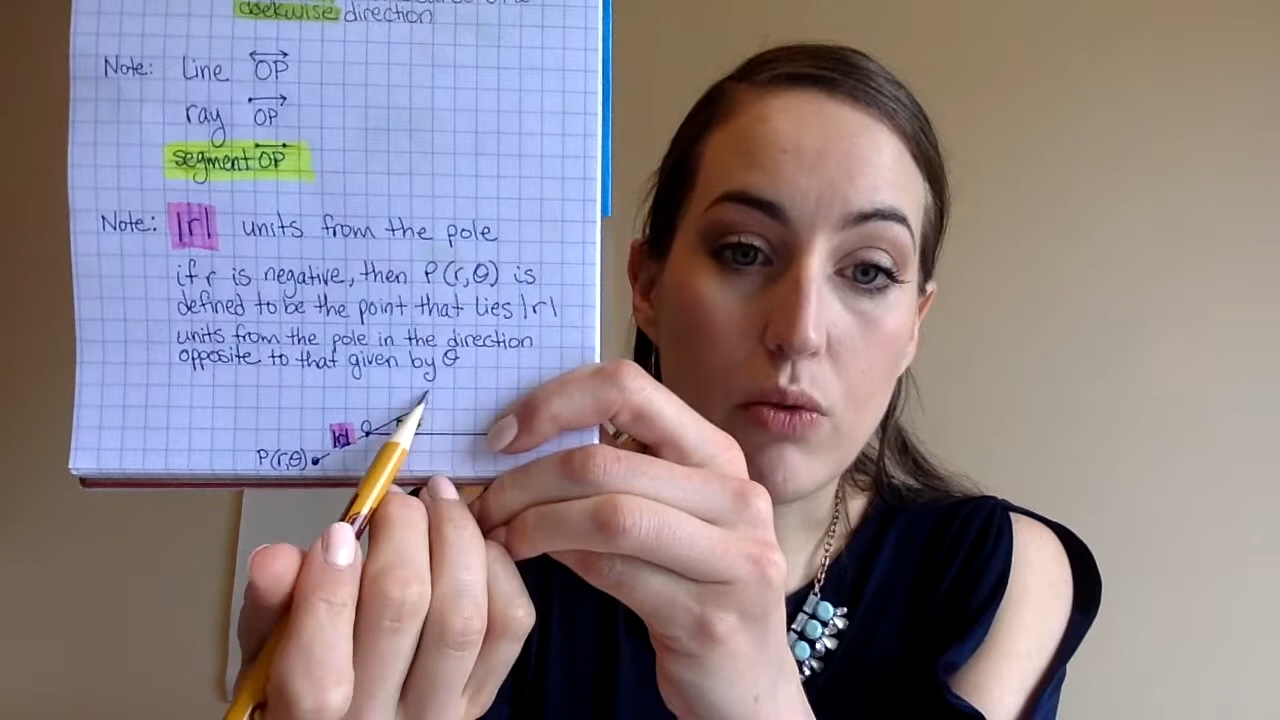 clockwise direction
Note: Line OP
ray OP
segment OP
Note: |r| units from the pole
if r is negative, then P(r,θ) is
defined to be the point that lies |r|
units from the pole in the direction
opposite to that given by θ
|r| O
P(r,θ)